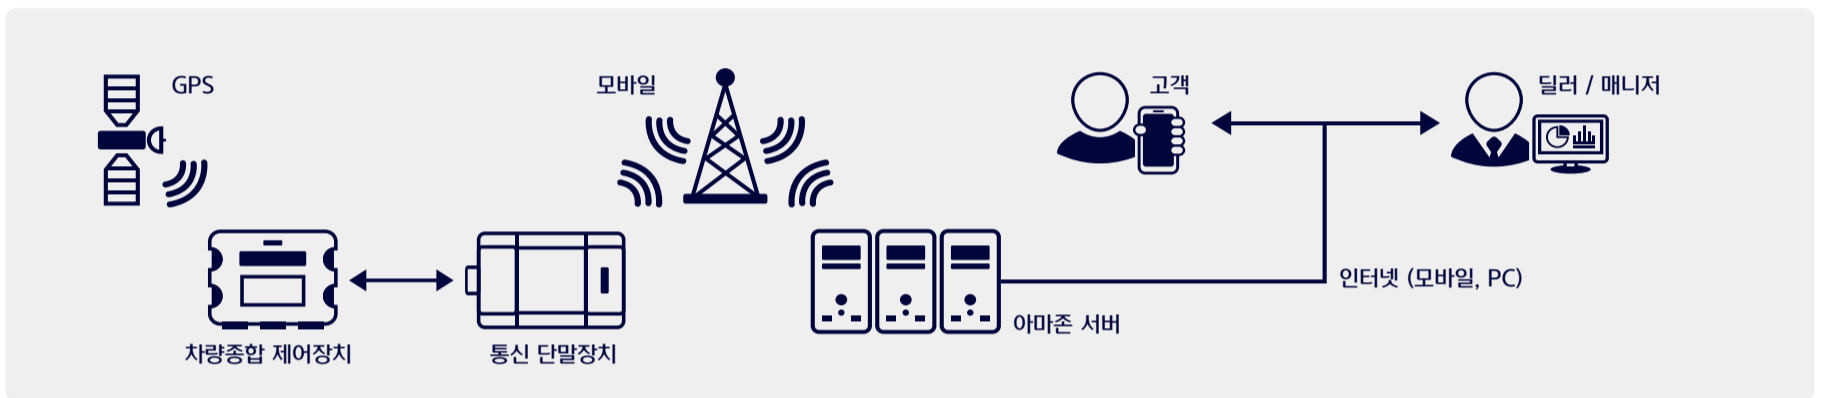 GPS
모바일
고객
딜러 / 매니저
인터넷 (모바일, PC)
아마존 서버
차량종합 제어장치
통신 단말장치